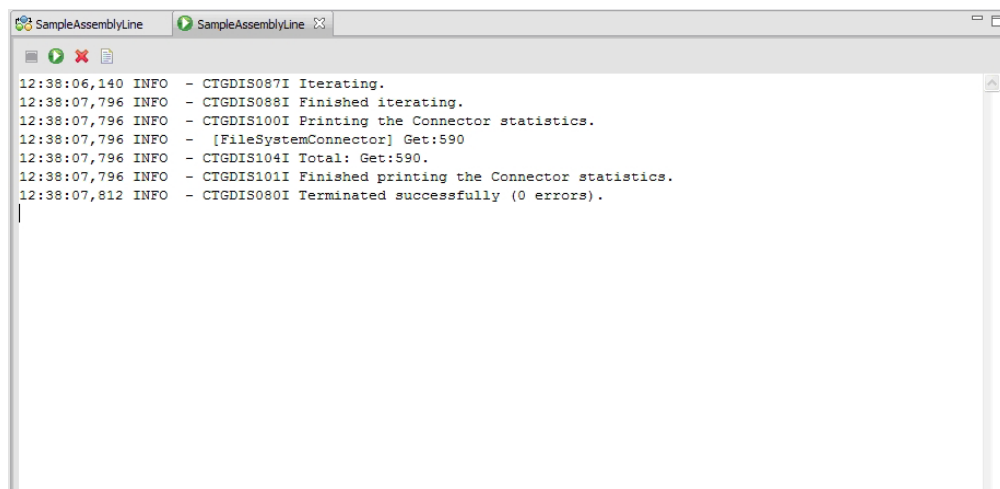 SampleAssemblyLine
SampleAssemblyLine
12:38:06,140 INFO  - CTGDIS087I Iterating.
12:38:07,796 INFO  - CTGDIS088I Finished iterating.
12:38:07,796 INFO  - CTGDIS100I Printing the Connector statistics.
12:38:07,796 INFO  -  [FileSystemConnector] Get:590
12:38:07,796 INFO  - CTGDIS104I Total: Get:590.
12:38:07,796 INFO  - CTGDIS101I Finished printing the Connector statistics.
12:38:07,812 INFO  - CTGDIS080I Terminated successfully (0 errors).